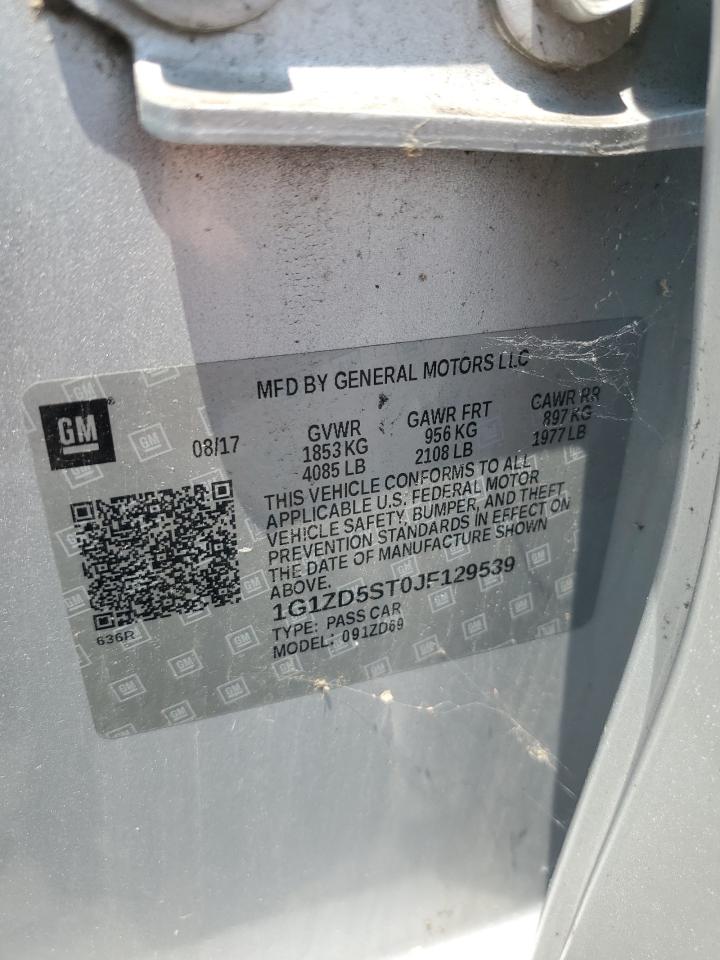 MFD BY GENERAL MOTORS LLC
GM
08/17
GVWR
1853 KG
4085 LB
GAWR FRT
956 KG
2108 LB
GAWR RR
897 KG
1977 LB
THIS VEHICLE CONFORMS TO ALL
APPLICABLE U.S. FEDERAL MOTOR
VEHICLE SAFETY, BUMPER, AND THEFT
PREVENTION STANDARDS IN EFFECT ON
THE DATE OF MANUFACTURE SHOWN
ABOVE.
1G1ZD5ST0JF129539
TYPE: PASS CAR
MODEL: 091ZD69
636R